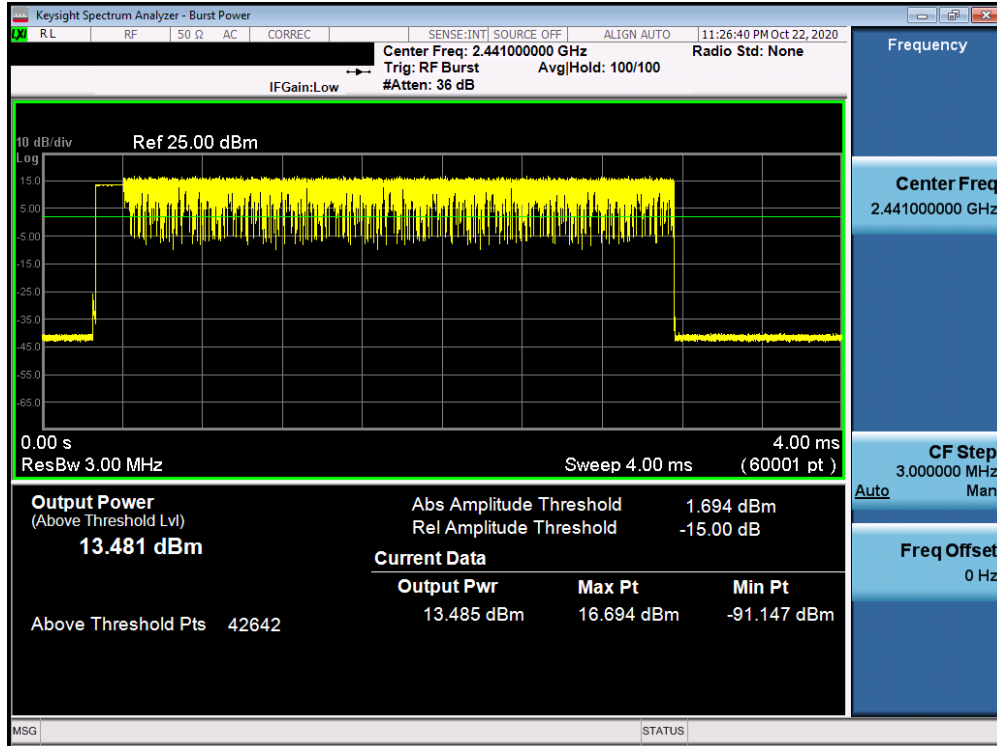 Keysight Spectrum Analyzer - Burst Power
LXI RL RF 50 Ω AC CORREC SENSE:INT SOURCE OFF ALIGN AUTO 11:26:40 PM Oct 22, 2020
Center Freq: 2.441000000 GHz Radio Std: None
Trig: RF Burst Avg|Hold: 100/100
IFGain:Low #Atten: 36 dB
10 dB/div Ref 25.00 dBm
Log
15.0
5.00
-5.00
-15.0
-25.0
-35.0
-45.0
-55.0
-65.0
0.00 s 4.00 ms
ResBw 3.00 MHz Sweep 4.00 ms (60001 pt)
Output Power
(Above Threshold Lvl)
13.481 dBm
Above Threshold Pts 42642
Abs Amplitude Threshold 1.694 dBm
Rel Amplitude Threshold -15.00 dB
Current Data
Output Pwr Max Pt Min Pt
13.485 dBm 16.694 dBm -91.147 dBm
Frequency
Center Freq
2.441000000 GHz
CF Step
3.000000 MHz
Auto Man
Freq Offset
0 Hz
MSG STATUS